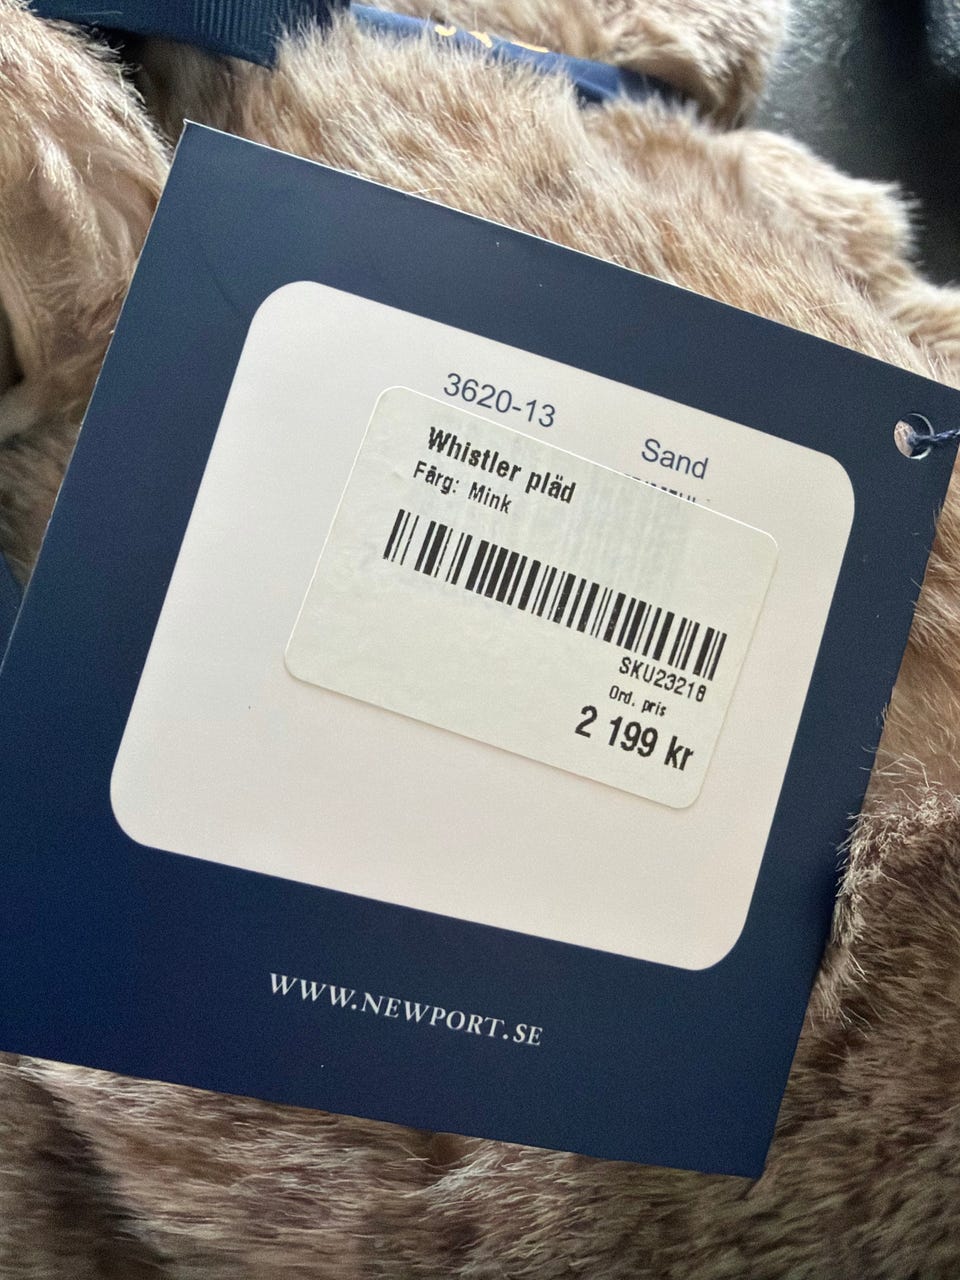 3620-13
Sand
Whistler pläd
Färg: Mink
SKU23218
Ord. pris
2 199 kr
WWW.NEWPORT.SE